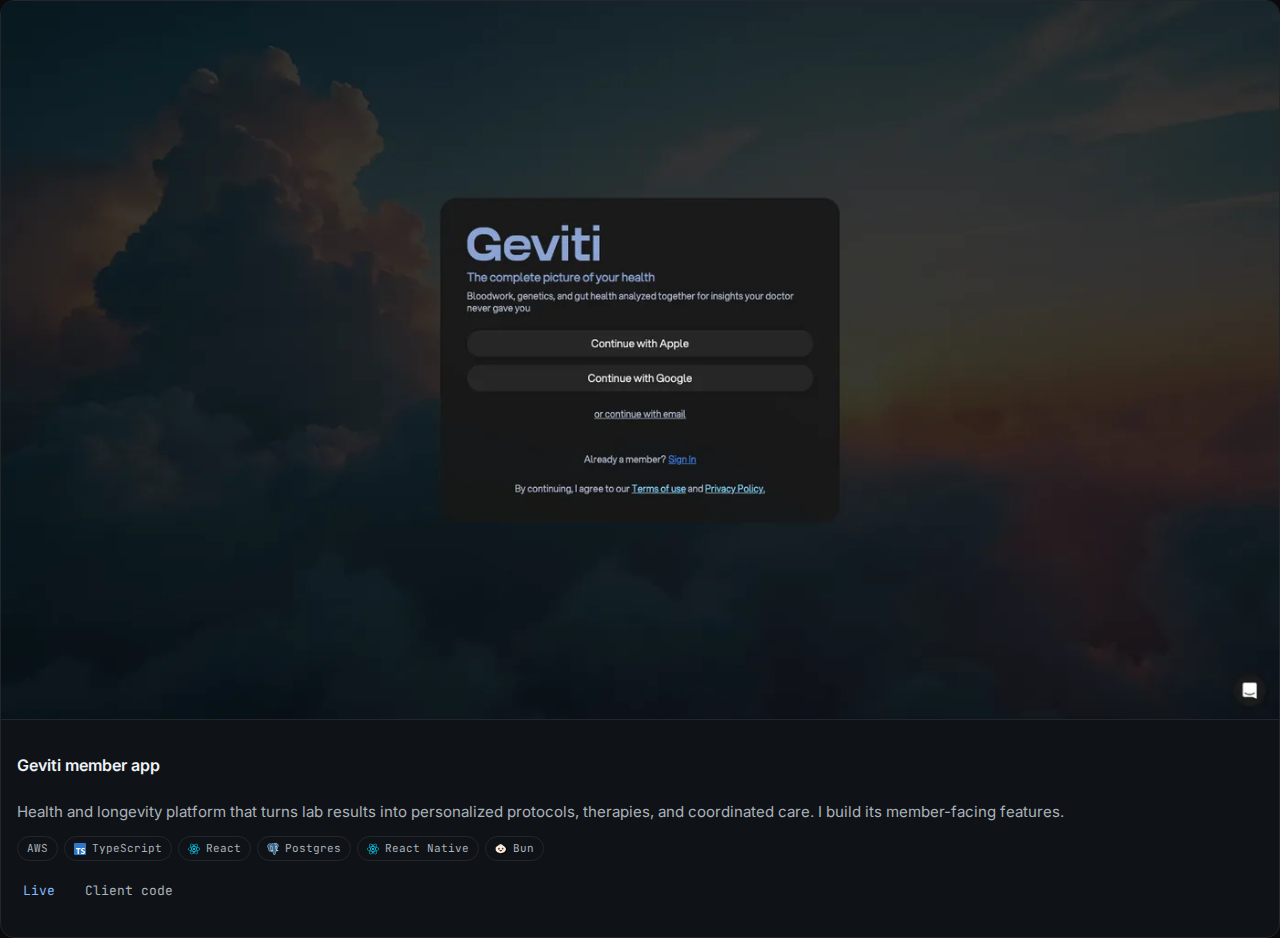 Geviti
The complete picture of your health
Bloodwork, genetics, and gut health analyzed together for insights your doctor
never gave you
Continue with Apple
Continue with Google
or continue with email
Already a member? Sign In
By continuing, I agree to our Terms of use and Privacy Policy.
Geviti member app
Health and longevity platform that turns lab results into personalized protocols, therapies, and coordinated care. I build its member-facing features.
AWS TS TypeScript React Postgres React Native Bun
Live Client code